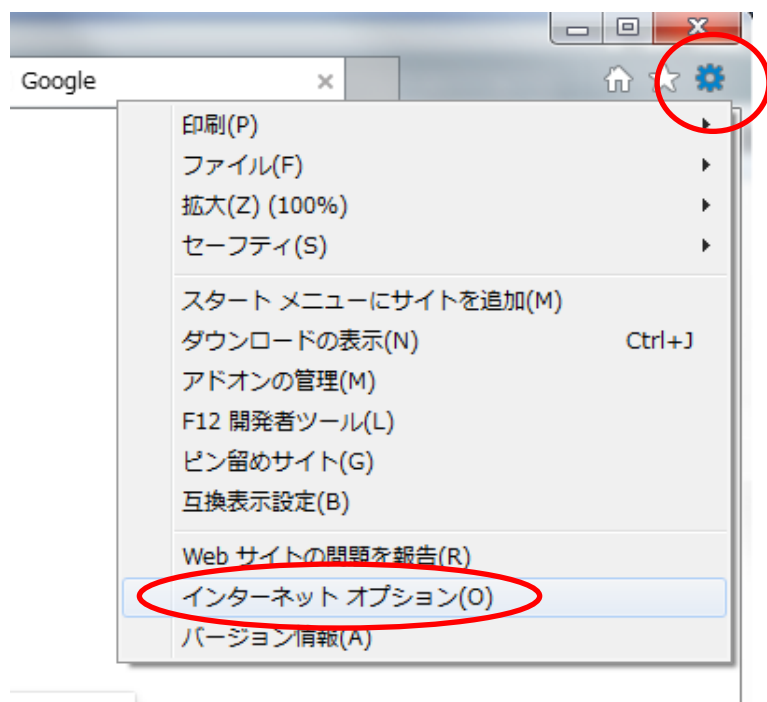 Google
印刷(P)
ファイル(F)
拡大(Z) (100%)
セーフティ(S)
スタート メニューにサイトを追加(M)
ダウンロードの表示(N) Ctrl+J
アドオンの管理(M)
F12 開発者ツール(L)
ピン留めサイト(G)
互換表示設定(B)
Web サイトの問題を報告(R)
インターネット オプション(O)
バージョン情報(A)